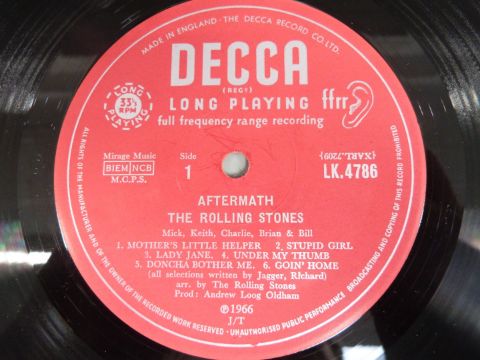 MADE IN ENGLAND · THE DECCA RECORD CO. LTD.
DECCA
(REGD)
LONG PLAYING
33⅓
RPM
LONG PLAYING ffrr
full frequency range recording
Mirage Music
BIEM NCB
M.C.P.S.
Side
1
(XARL.7209)
LK.4786
AFTERMATH
THE ROLLING STONES
Mick, Keith, Charlie, Brian & Bill
1. MOTHER'S LITTLE HELPER 2. STUPID GIRL
3. LADY JANE. 4. UNDER MY THUMB
5. DONCHA BOTHER ME. 6. GOIN' HOME
(all selections written by Jagger, Richard)
arr. by The Rolling Stones
Prod: Andrew Loog Oldham
℗1966
J/T
ALL RIGHTS OF THE MANUFACTURER AND OF THE OWNER OF THE RECORDED WORK RESERVED · UNAUTHORISED PUBLIC PERFORMANCE BROADCASTING AND COPYING OF THIS RECORD PROHIBITED